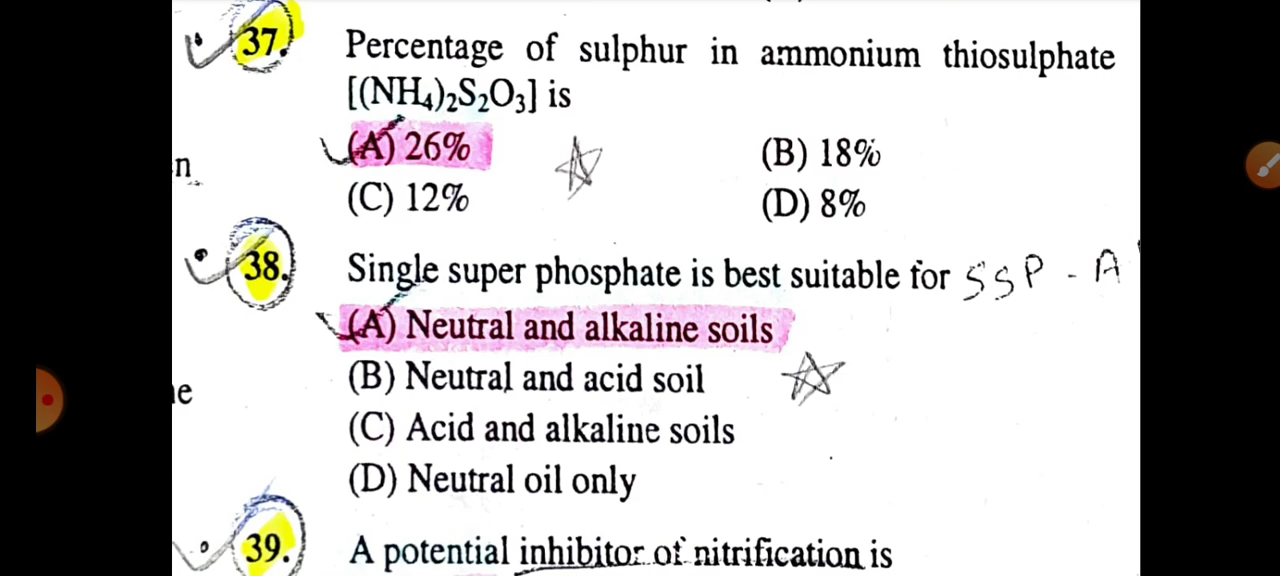 37. Percentage of sulphur in ammonium thiosulphate
[(NH₄)₂S₂O₃] is
(A) 26%
(B) 18%
n
(C) 12%
(D) 8%
38. Single super phosphate is best suitable for SSP - A
(A) Neutral and alkaline soils
(B) Neutral and acid soil
(C) Acid and alkaline soils
(D) Neutral oil only
39. A potential inhibitor of nitrification is